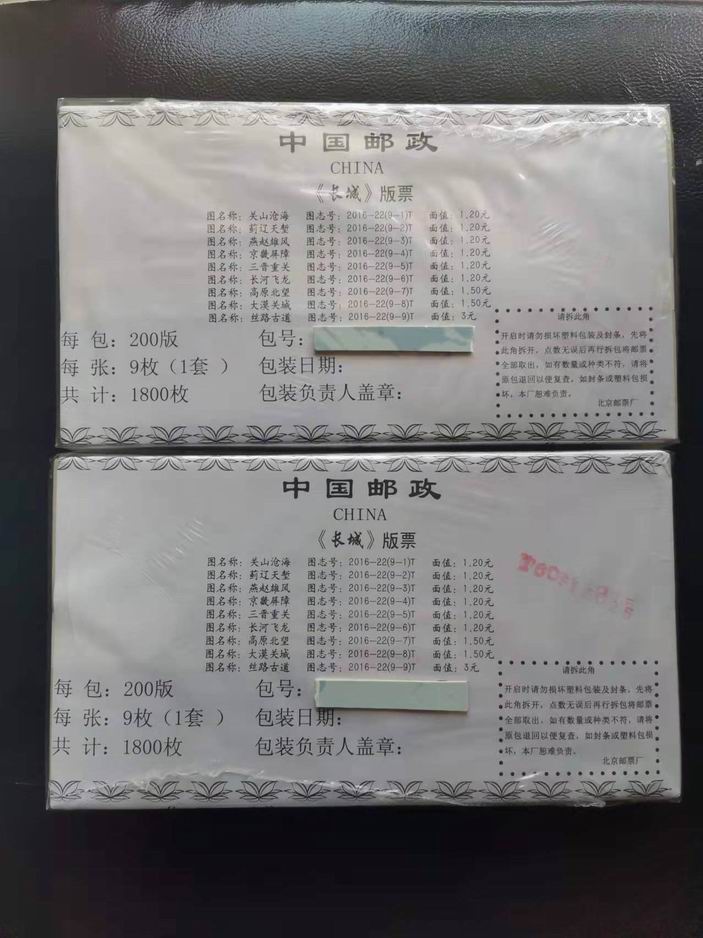 中国邮政
CHINA
《长城》版票
图名称：关山沧海 图志号：2016-22(9-1)T 面值：1.20元
图名称：蓟辽天堑 图志号：2016-22(9-2)T 面值：1.20元
图名称：燕赵雄风 图志号：2016-22(9-3)T 面值：1.20元
图名称：京畿屏障 图志号：2016-22(9-4)T 面值：1.20元
图名称：三晋重关 图志号：2016-22(9-5)T 面值：1.20元
图名称：长河飞龙 图志号：2016-22(9-6)T 面值：1.20元
图名称：高原北望 图志号：2016-22(9-7)T 面值：1.50元
图名称：大漠关城 图志号：2016-22(9-8)T 面值：1.50元
图名称：丝路古道 图志号：2016-22(9-9)T 面值：3元
每 包：200版 包号：
每 张：9枚（1套 ） 包装日期：
共 计：1800枚 包装负责人盖章：
请拆此角
开启时请勿损坏塑料包装及封条，先将
此角拆开，点数无误后再行拆包将邮票
全部取出，如有数量或种类不符，请将
原包退回以便复查，如封条或塑料包损
坏，本厂恕难负责。
北京邮票厂
中国邮政
CHINA
《长城》版票
图名称：关山沧海 图志号：2016-22(9-1)T 面值：1.20元
图名称：蓟辽天堑 图志号：2016-22(9-2)T 面值：1.20元
图名称：燕赵雄风 图志号：2016-22(9-3)T 面值：1.20元
图名称：京畿屏障 图志号：2016-22(9-4)T 面值：1.20元
图名称：三晋重关 图志号：2016-22(9-5)T 面值：1.20元
图名称：长河飞龙 图志号：2016-22(9-6)T 面值：1.20元
图名称：高原北望 图志号：2016-22(9-7)T 面值：1.50元
图名称：大漠关城 图志号：2016-22(9-8)T 面值：1.50元
图名称：丝路古道 图志号：2016-22(9-9)T 面值：3元
每 包：200版 包号：
每 张：9枚（1套 ） 包装日期：
共 计：1800枚 包装负责人盖章：
请拆此角
开启时请勿损坏塑料包装及封条，先将
此角拆开，点数无误后再行拆包将邮票
全部取出，如有数量或种类不符，请将
原包退回以便复查，如封条或塑料包损
坏，本厂恕难负责。
北京邮票厂